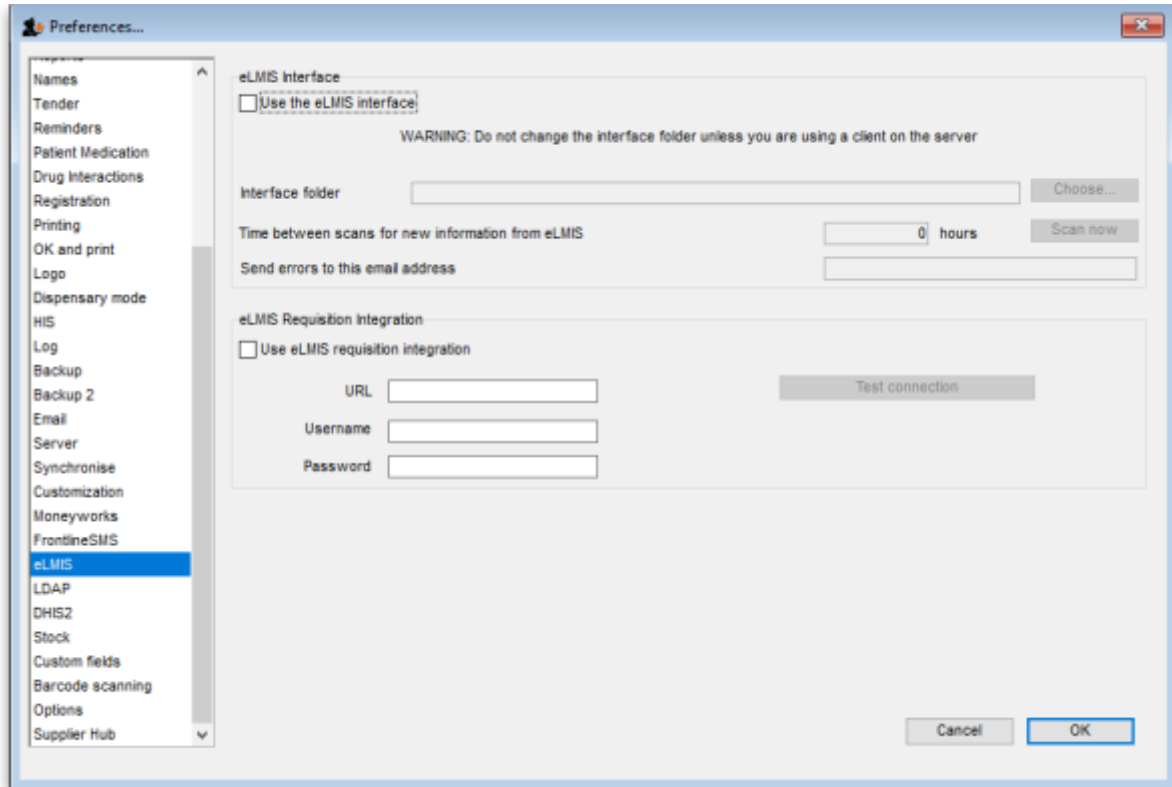 Preferences...
Names
Tender
Reminders
Patient Medication
Drug Interactions
Registration
Printing
OK and print
Logo
Dispensary mode
HIS
Log
Backup
Backup 2
Email
Server
Synchronise
Customization
Moneyworks
FrontlineSMS
eLMIS
LDAP
DHIS2
Stock
Custom fields
Barcode scanning
Options
Supplier Hub
eLMIS Interface
Use the eLMIS interface
WARNING: Do not change the interface folder unless you are using a client on the server
Interface folder Choose...
Time between scans for new information from eLMIS 0 hours Scan now
Send errors to this email address
eLMIS Requisition Integration
Use eLMIS requisition integration
URL Test connection
Username
Password
Cancel OK